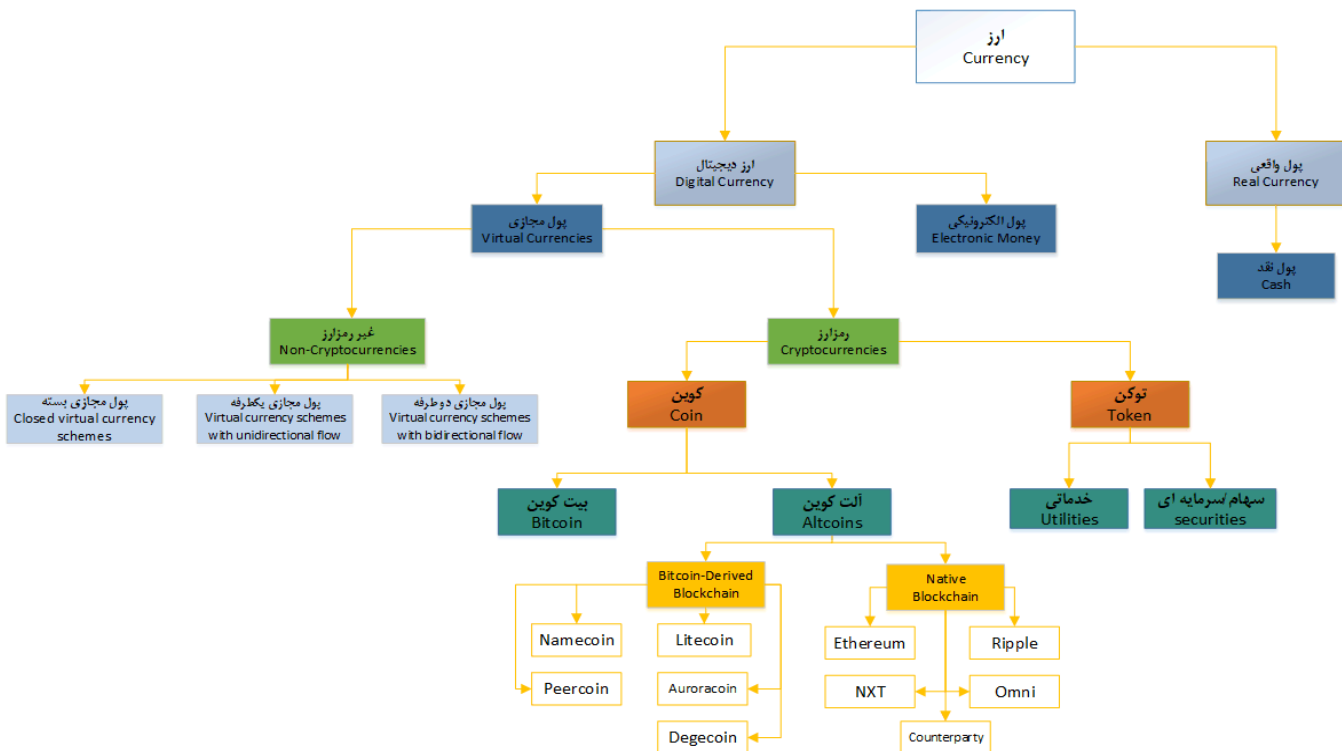 ارز
Currency
ارز دیجیتال
Digital Currency
پول واقعی
Real Currency
پول مجازی
Virtual Currencies
پول الکترونیکی
Electronic Money
پول نقد
Cash
غیر رمزارز
Non-Cryptocurrencies
رمزارز
Cryptocurrencies
پول مجازی بسته
Closed virtual currency
schemes
پول مجازی یکطرفه
Virtual currency schemes
with unidirectional flow
پول مجازی دوطرفه
Virtual currency schemes
with bidirectional flow
کوین
Coin
توکن
Token
بیت کوین
Bitcoin
آلت کوین
Altcoins
خدماتی
Utilities
سهام/سرمایه ای
securities
Bitcoin-Derived
Blockchain
Native
Blockchain
Namecoin
Litecoin
Ethereum
Ripple
Peercoin
Auroracoin
NXT
Omni
Degecoin
Counterparty